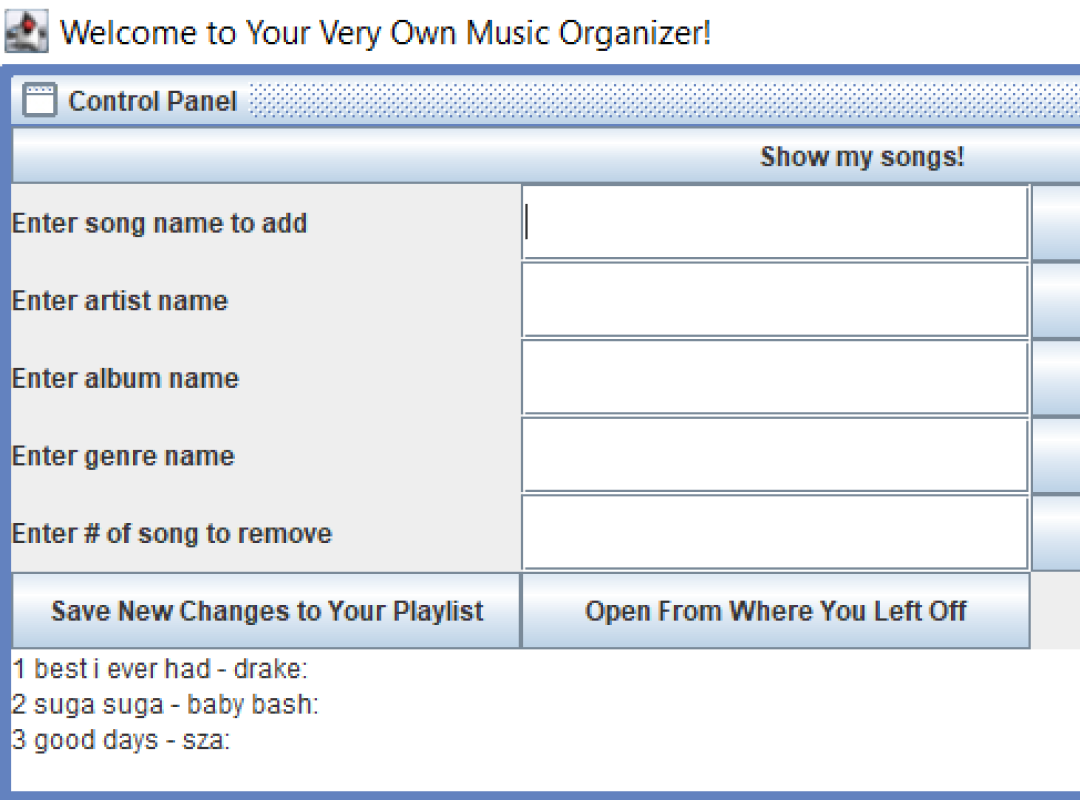 Welcome to Your Very Own Music Organizer!
Control Panel
Show my songs!
Enter song name to add
Enter artist name
Enter album name
Enter genre name
Enter # of song to remove
Save New Changes to Your Playlist
Open From Where You Left Off
1 best i ever had - drake:
2 suga suga - baby bash:
3 good days - sza: